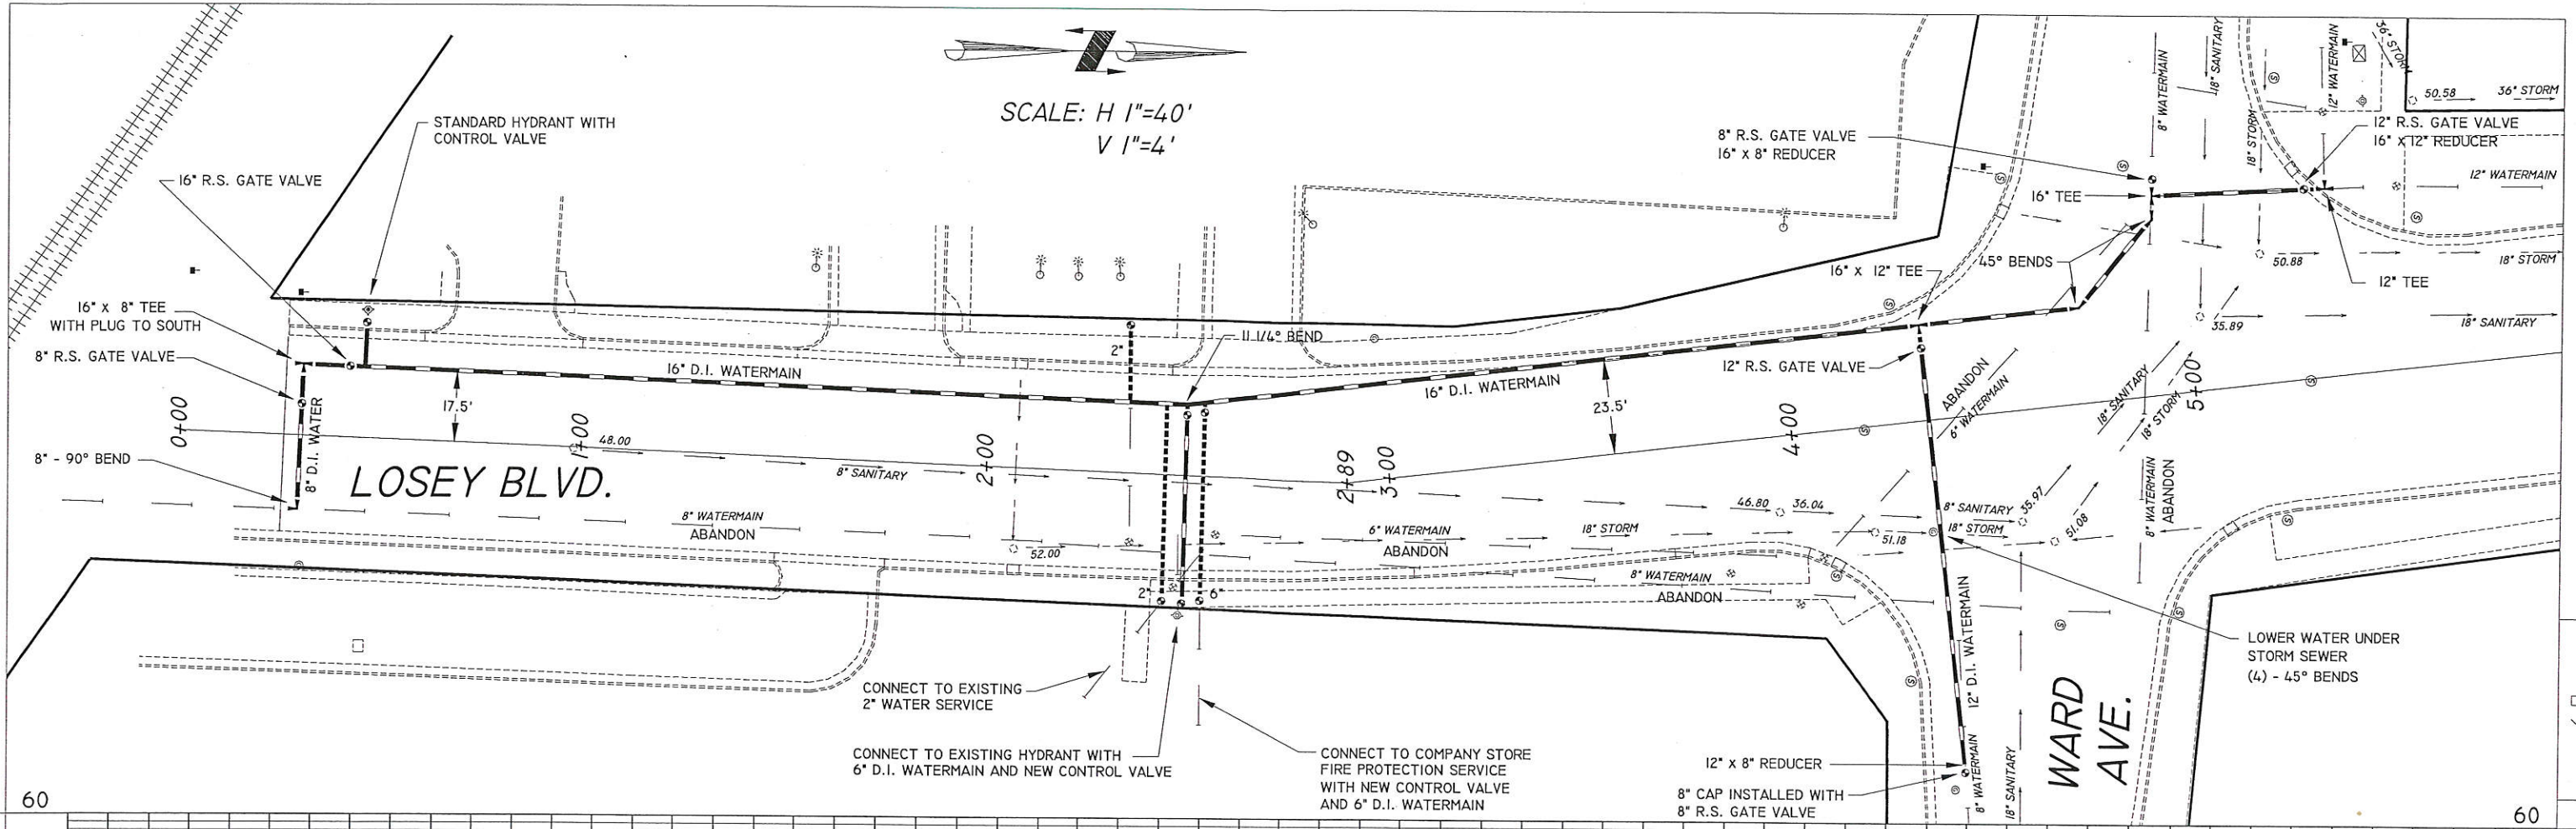 SCALE: H 1"=40'
V 1"=4'
STANDARD HYDRANT WITH
CONTROL VALVE
16" R.S. GATE VALVE
16" x 8" TEE
WITH PLUG TO SOUTH
8" R.S. GATE VALVE
8" - 90° BEND
8" D.I. WATER
0+00
17.5'
1+00
48.00
LOSEY BLVD.
16" D.I. WATERMAIN
8" SANITARY
2+00
8" WATERMAIN
ABANDON
52.00
2"
11 1/4° BEND
2"
6"
CONNECT TO EXISTING
2" WATER SERVICE
CONNECT TO EXISTING HYDRANT WITH
6" D.I. WATERMAIN AND NEW CONTROL VALVE
CONNECT TO COMPANY STORE
FIRE PROTECTION SERVICE
WITH NEW CONTROL VALVE
AND 6" D.I. WATERMAIN
2+89
3+00
16" D.I. WATERMAIN
23.5'
4+00
6" WATERMAIN
ABANDON
18" STORM
46.80
36.04
51.18
8" WATERMAIN
ABANDON
8" R.S. GATE VALVE
16" x 8" REDUCER
16" TEE
45° BENDS
16" x 12" TEE
12" R.S. GATE VALVE
ABANDON
6" WATERMAIN
8" SANITARY
18" STORM
35.97
51.08
18" SANITARY
18" STORM
35.89
5+00
8" WATERMAIN
ABANDON
8" WATERMAIN
18" SANITARY
18" STORM
12" WATERMAIN
36" STORM
50.58
36" STORM
12" R.S. GATE VALVE
16" x 12" REDUCER
12" WATERMAIN
50.88
18" STORM
12" TEE
18" SANITARY
12" D.I. WATERMAIN
LOWER WATER UNDER
STORM SEWER
(4) - 45° BENDS
12" x 8" REDUCER
8" CAP INSTALLED WITH
8" R.S. GATE VALVE
8" WATERMAIN
18" SANITARY
WARD
AVE.
60
60